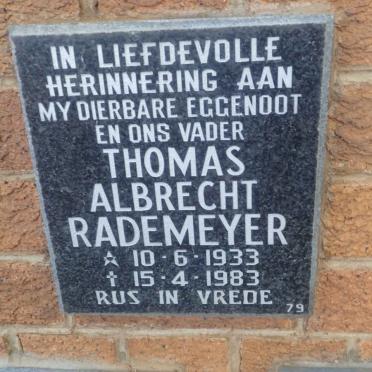 IN LIEFDEVOLLE
HERINNERING AAN
MY DIERBARE EGGENOOT
EN ONS VADER
THOMAS
ALBRECHT
RADEMEYER
☆ 10·6·1933
✝ 15·4·1983
RUS IN VREDE
79